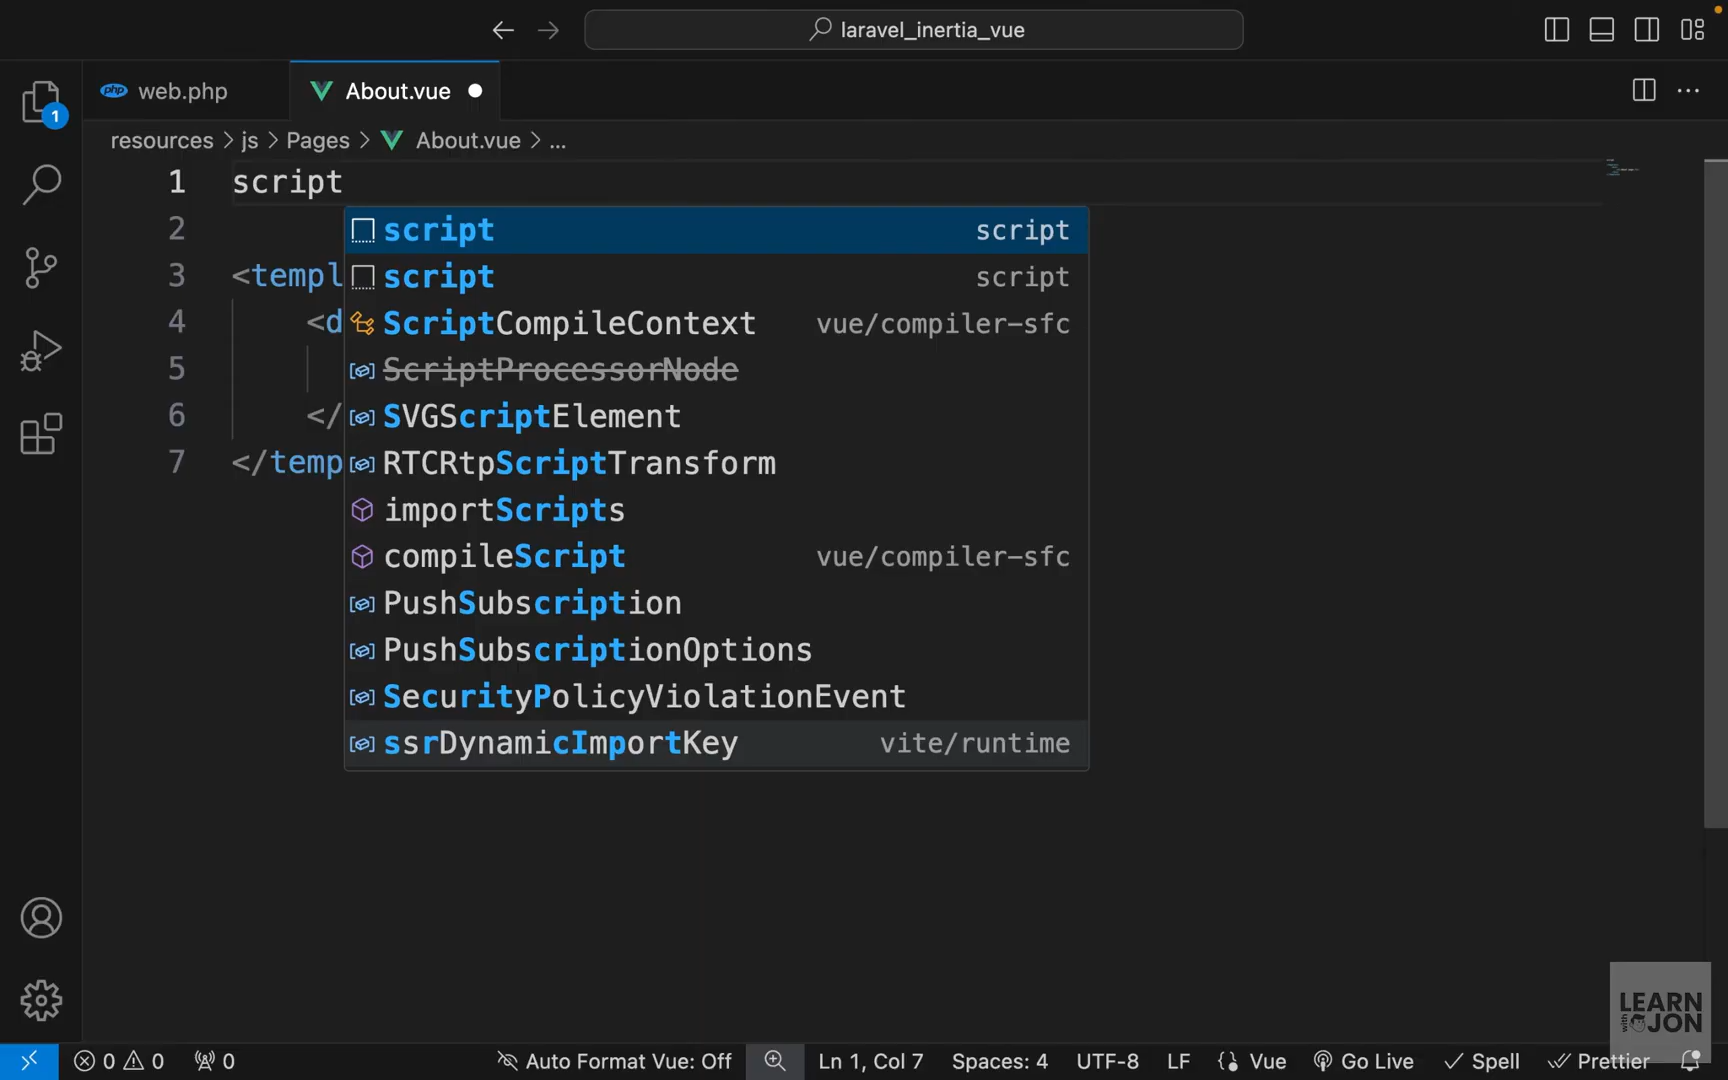 laravel_inertia_vue
php web.php
About.vue
1
resources > js > Pages > About.vue > ...
1 script
2
3 <templ
4 <d
5
6 </
7 </temp
script script
script script
ScriptCompileContext vue/compiler-sfc
ScriptProcessorNode
SVGScriptElement
RTCRtpScriptTransform
importScripts
compileScript vue/compiler-sfc
PushSubscription
PushSubscriptionOptions
SecurityPolicyViolationEvent
ssrDynamicImportKey vite/runtime
LEARN
with JON
0 0 0 Auto Format Vue: Off Ln 1, Col 7 Spaces: 4 UTF-8 LF Vue Go Live Spell Prettier